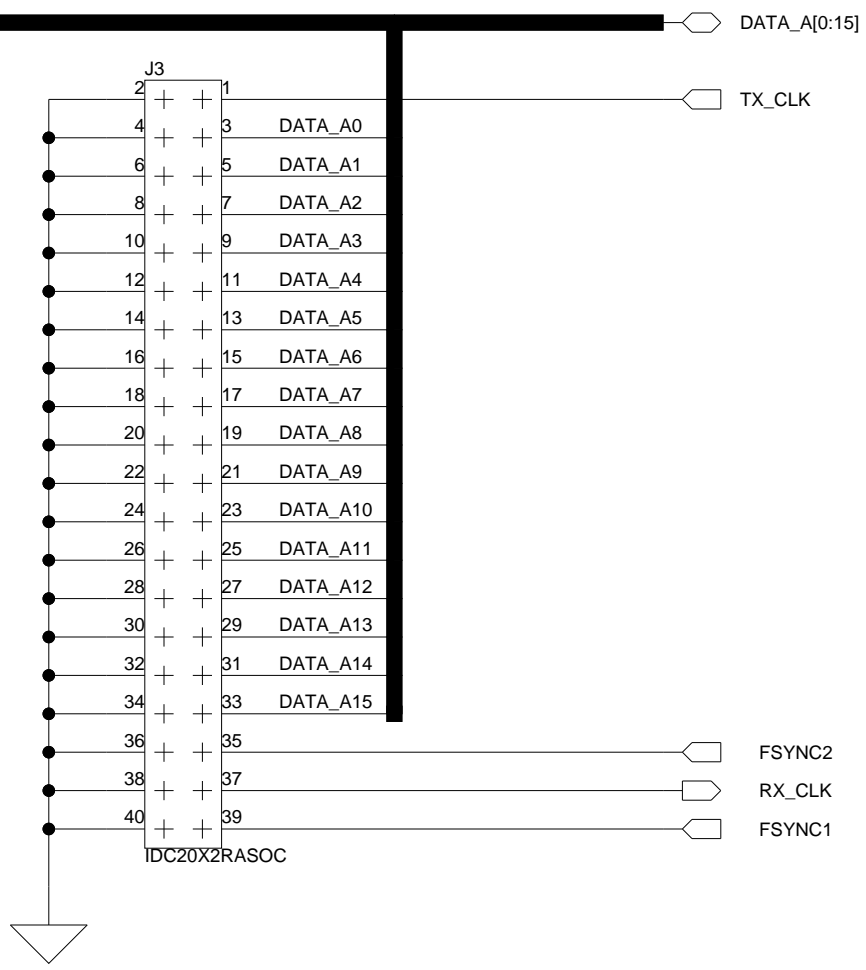 DATA_A[0:15]
J3
2 1 TX_CLK
4 3 DATA_A0
6 5 DATA_A1
8 7 DATA_A2
10 9 DATA_A3
12 11 DATA_A4
14 13 DATA_A5
16 15 DATA_A6
18 17 DATA_A7
20 19 DATA_A8
22 21 DATA_A9
24 23 DATA_A10
26 25 DATA_A11
28 27 DATA_A12
30 29 DATA_A13
32 31 DATA_A14
34 33 DATA_A15
36 35 FSYNC2
38 37 RX_CLK
40 39 FSYNC1
IDC20X2RASOC